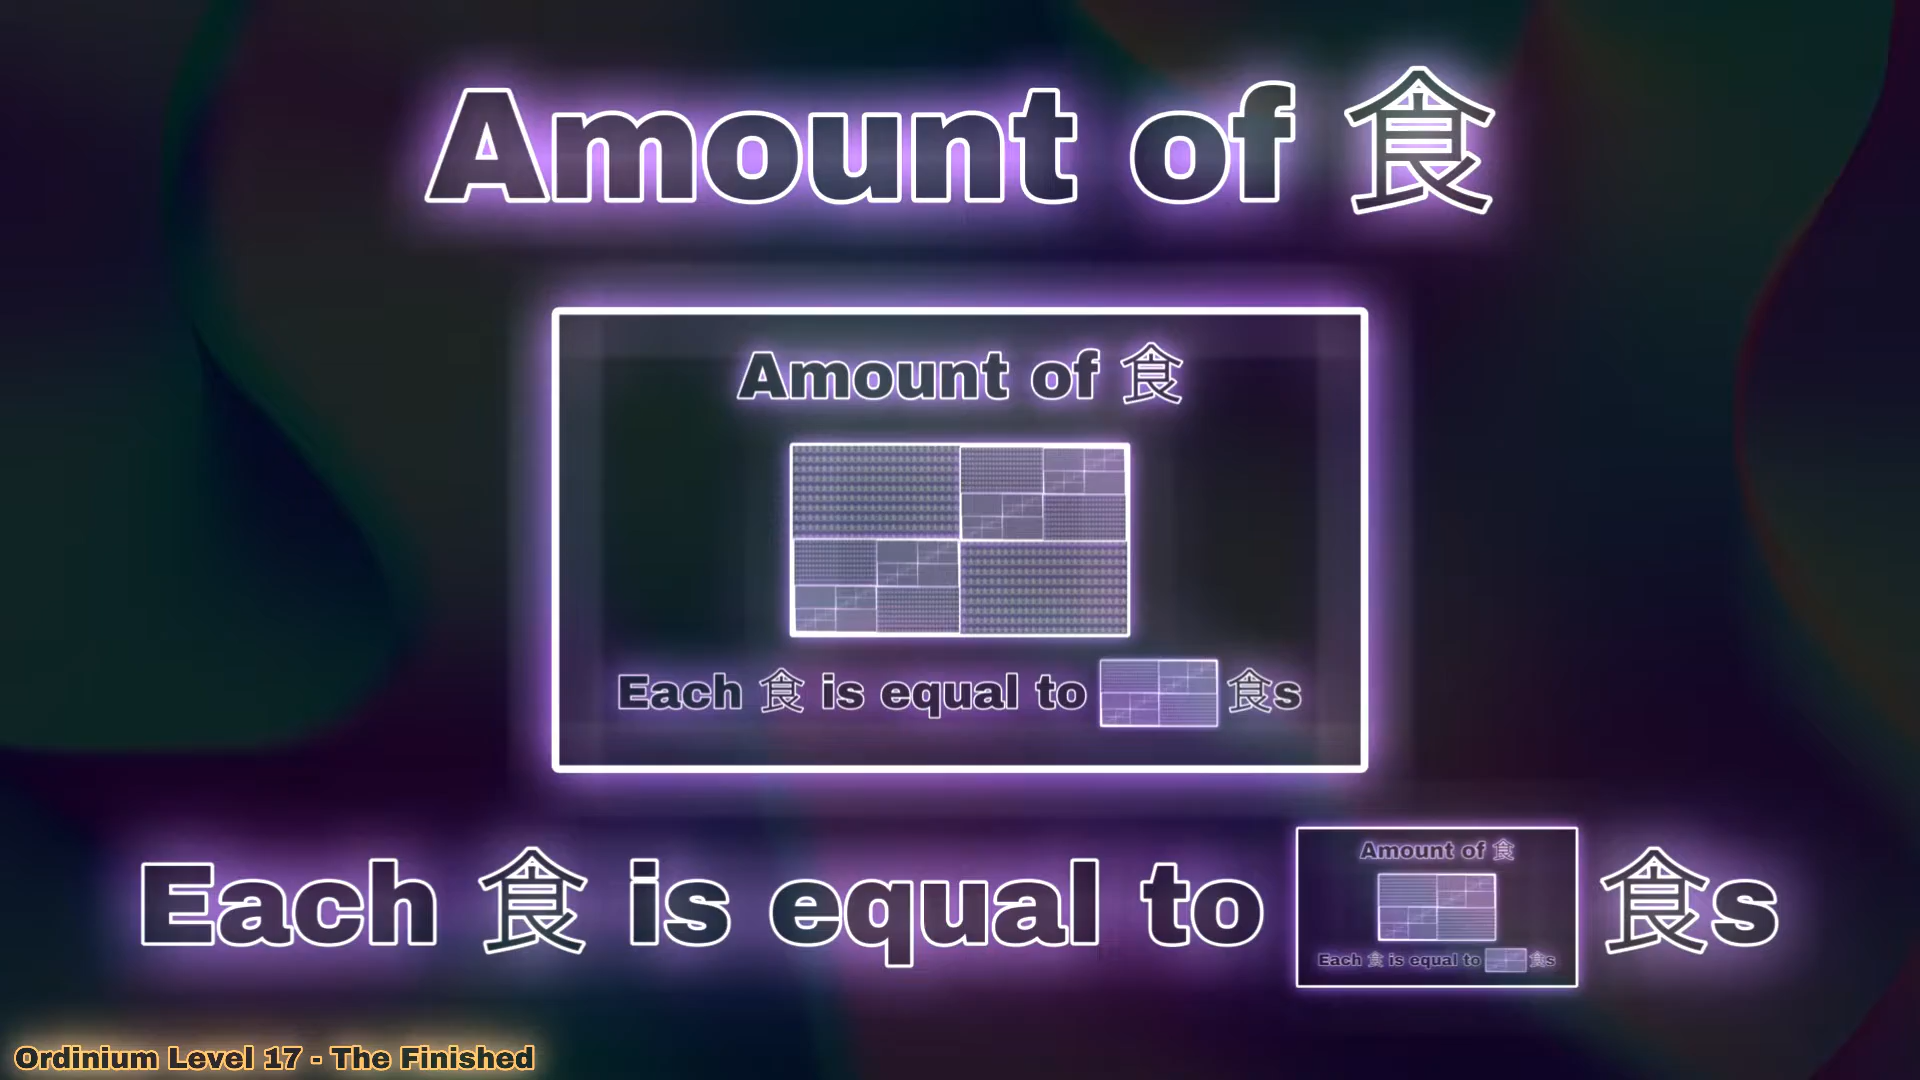 Amount of 食
Amount of 食
Each 食 is equal to 食s
Each 食 is equal to 食s
Amount of 食
Each 食 is equal to 食s
Ordinium Level 17 - The Finished